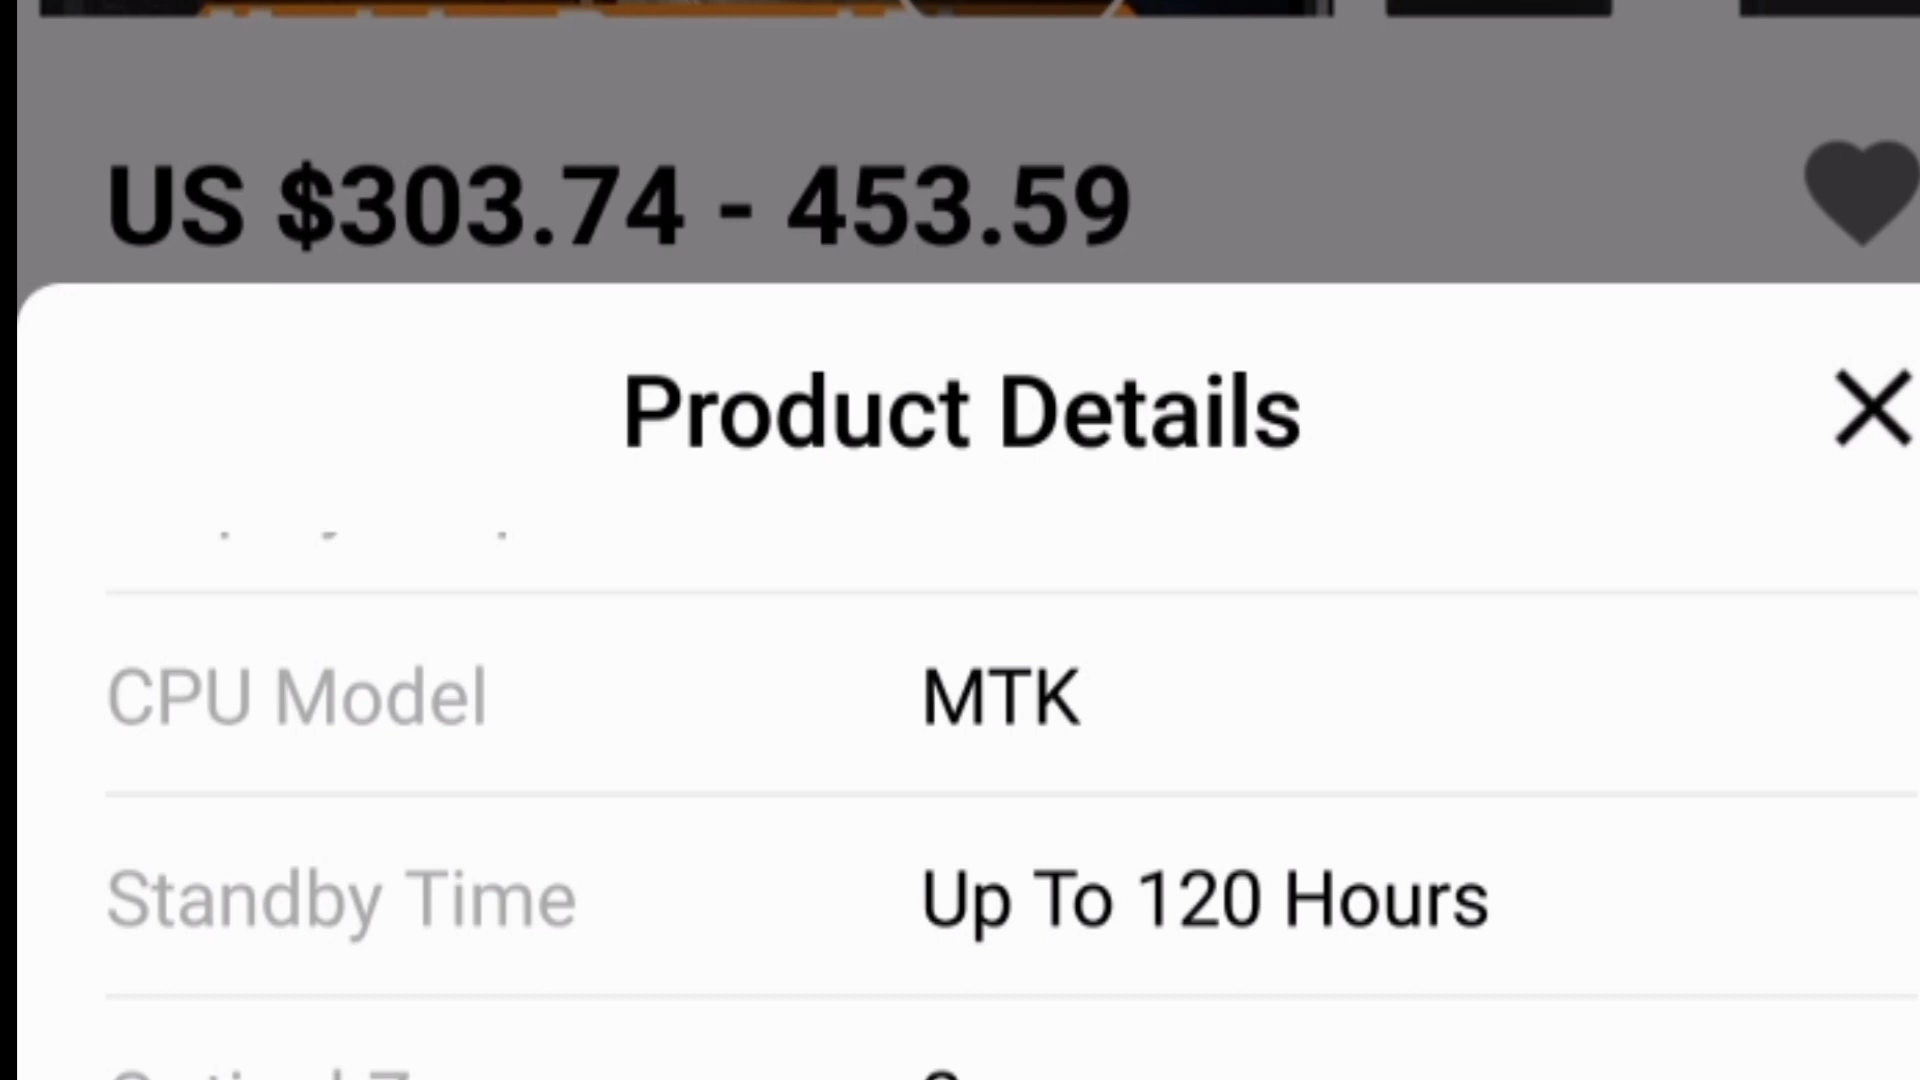 US $303.74 - 453.59
Product Details
CPU Model MTK
Standby Time Up To 120 Hours